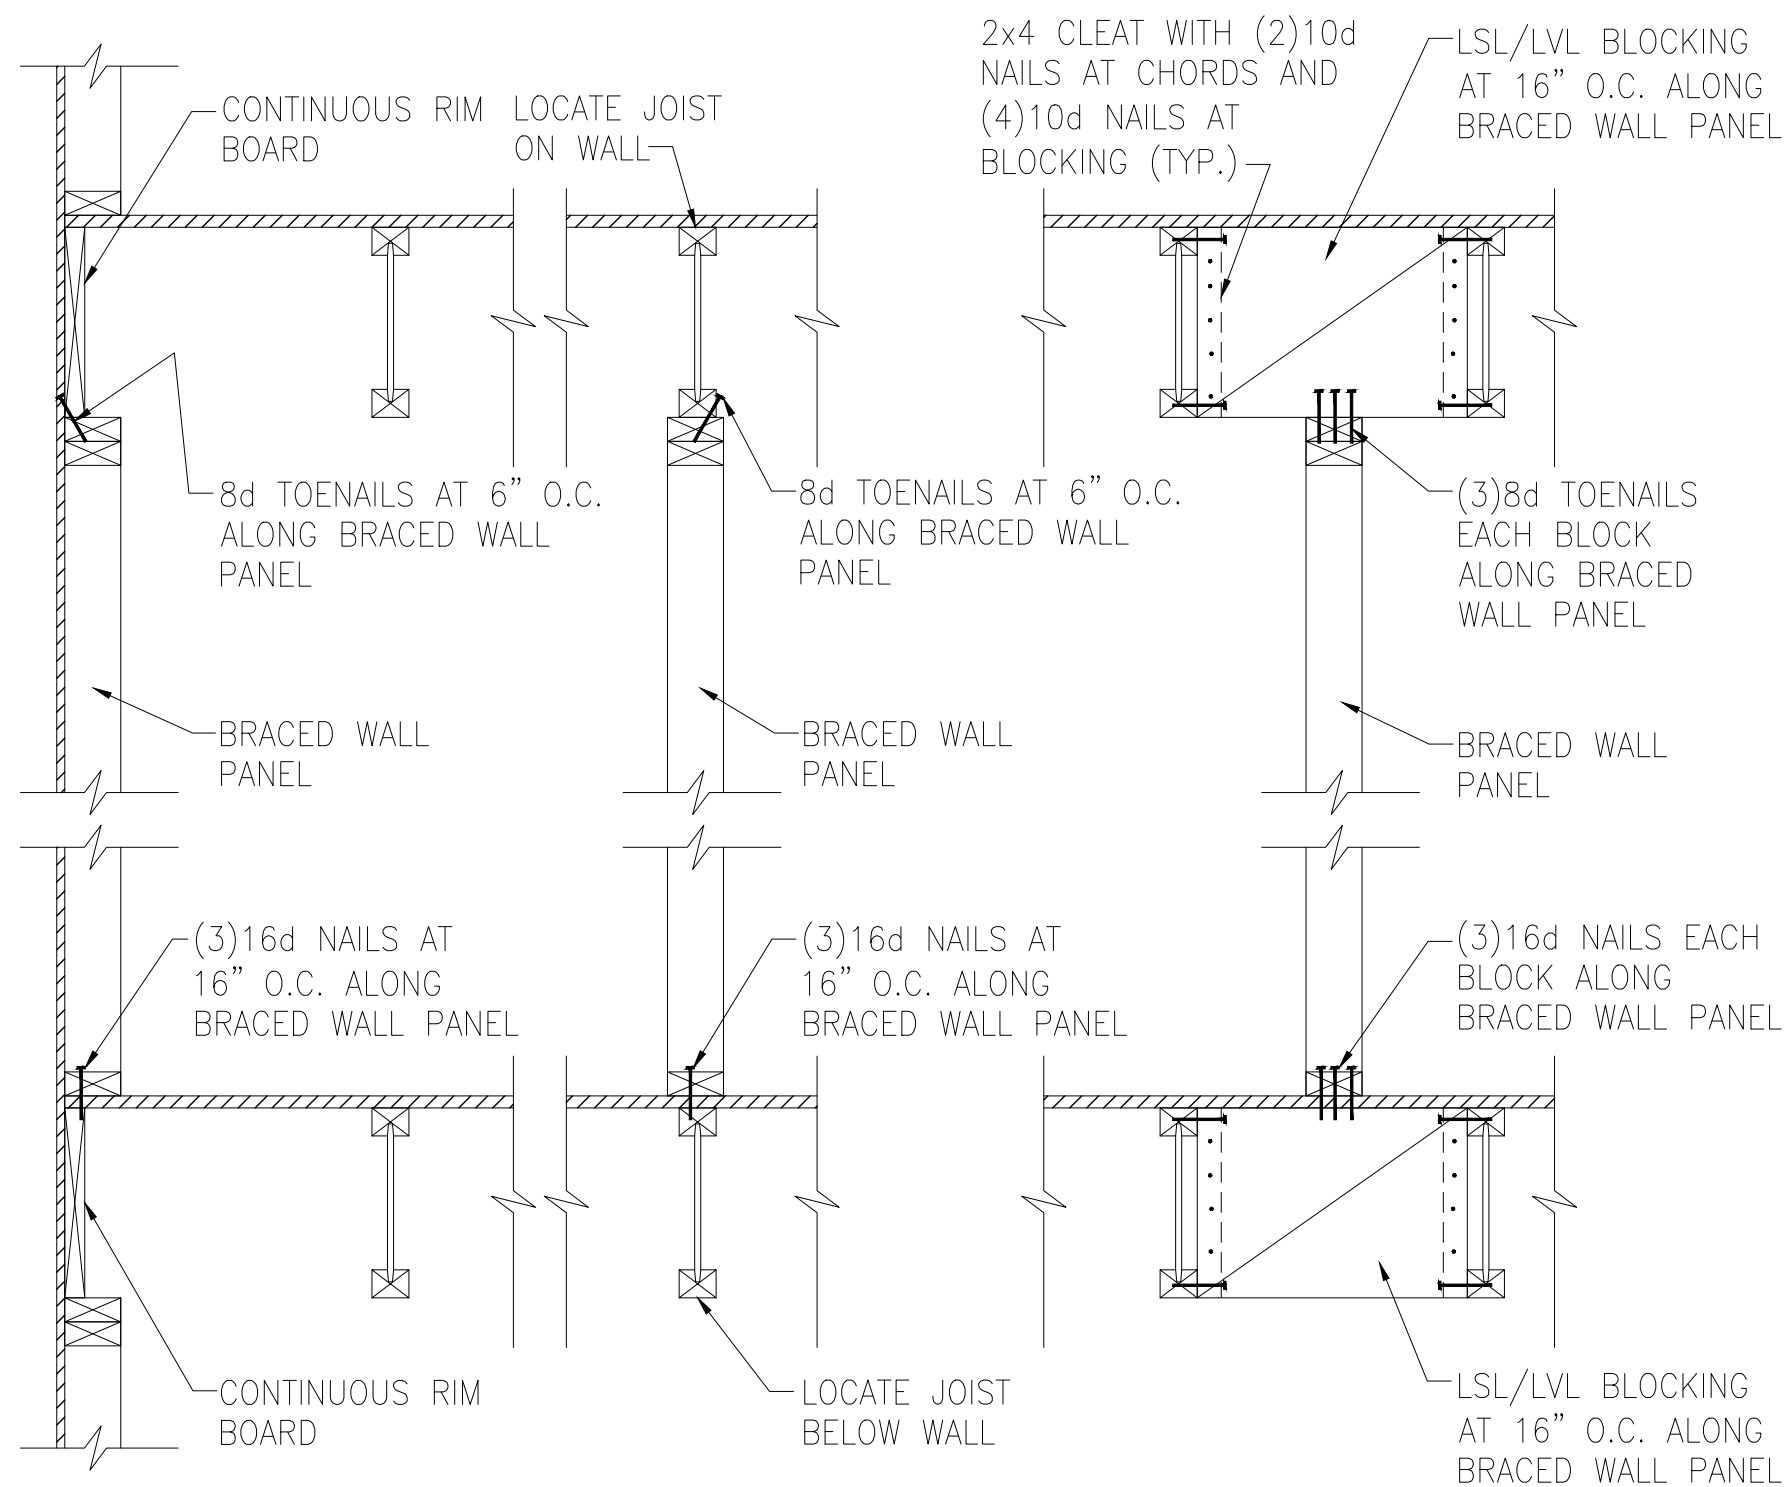 CONTINUOUS RIM
BOARD
LOCATE JOIST
ON WALL
2x4 CLEAT WITH (2)10d
NAILS AT CHORDS AND
(4)10d NAILS AT
BLOCKING (TYP.)
LSL/LVL BLOCKING
AT 16” O.C. ALONG
BRACED WALL PANEL
8d TOENAILS AT 6” O.C.
ALONG BRACED WALL
PANEL
8d TOENAILS AT 6” O.C.
ALONG BRACED WALL
PANEL
(3)8d TOENAILS
EACH BLOCK
ALONG BRACED
WALL PANEL
BRACED WALL
PANEL
BRACED WALL
PANEL
BRACED WALL
PANEL
(3)16d NAILS AT
16” O.C. ALONG
BRACED WALL PANEL
(3)16d NAILS AT
16” O.C. ALONG
BRACED WALL PANEL
(3)16d NAILS EACH
BLOCK ALONG
BRACED WALL PANEL
CONTINUOUS RIM
BOARD
LOCATE JOIST
BELOW WALL
LSL/LVL BLOCKING
AT 16” O.C. ALONG
BRACED WALL PANEL